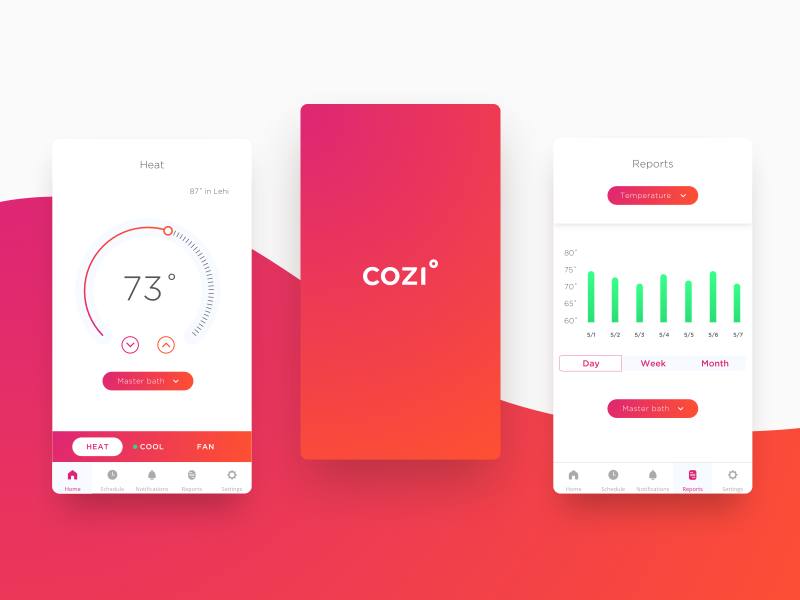 Heat
87° in Lehi
73°
Master bath
HEAT COOL FAN
Home Schedule Notifications Reports Settings
COZI°
Reports
Temperature
80°
75°
70°
65°
60°
5/1 5/2 5/3 5/4 5/5 5/6 5/7
Day Week Month
Master bath
Home Schedule Notifications Reports Settings